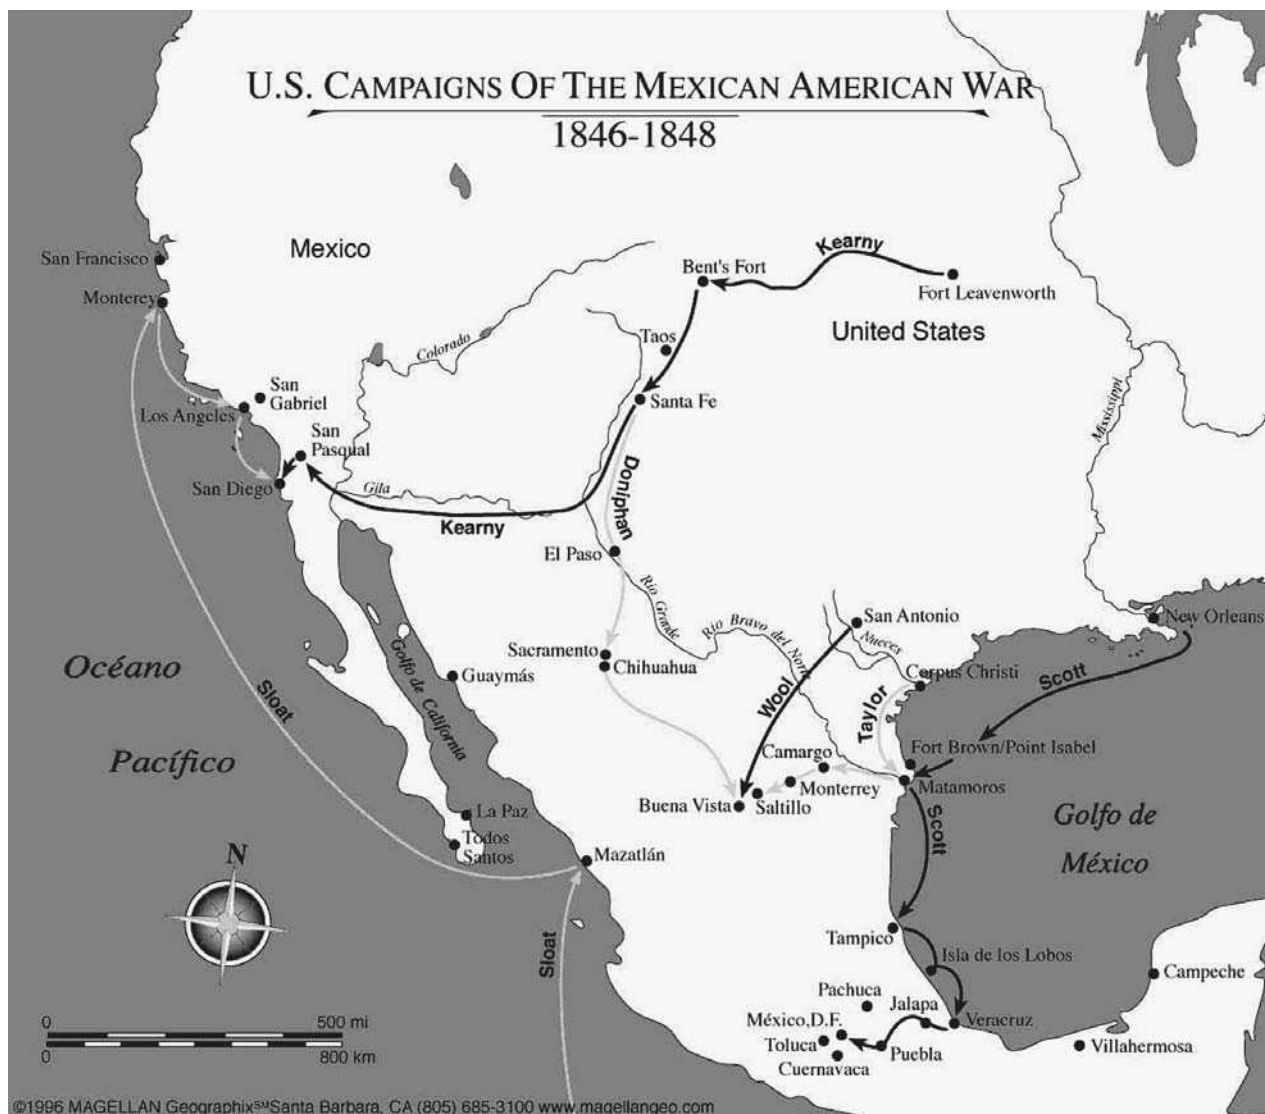 U.S. CAMPAIGNS OF THE MEXICAN AMERICAN WAR
1846-1848
Mexico
San Francisco
Monterey
Kearny
Bent's Fort
Fort Leavenworth
United States
Taos
Colorado
Santa Fe
Mississippi
San
Gabriel
Los Angeles
San
Pasqual
San Diego
Gila
Kearny
Doniphan
El Paso
Rio Grande
Rio Bravo del Norte
San Antonio
Nueces
New Orleans
Sacramento
Chihuahua
Corpus Christi
Scott
Océano
Pacífico
Sloat
Golfo de California
Guaymás
Wool
Taylor
Fort Brown/Point Isabel
Camargo
Monterrey
Matamoros
Buena Vista
Saltillo
La Paz
Todos
Santos
Mazatlán
Scott
Golfo de
México
N
Sloat
Tampico
Isla de los Lobos
Campeche
Pachuca
Jalapa
Veracruz
México, D.F.
Toluca
Puebla
Cuernavaca
Villahermosa
0 500 mi
0 800 km
©1996 MAGELLAN Geographix℠Santa Barbara, CA (805) 685-3100 www.magellangeo.com